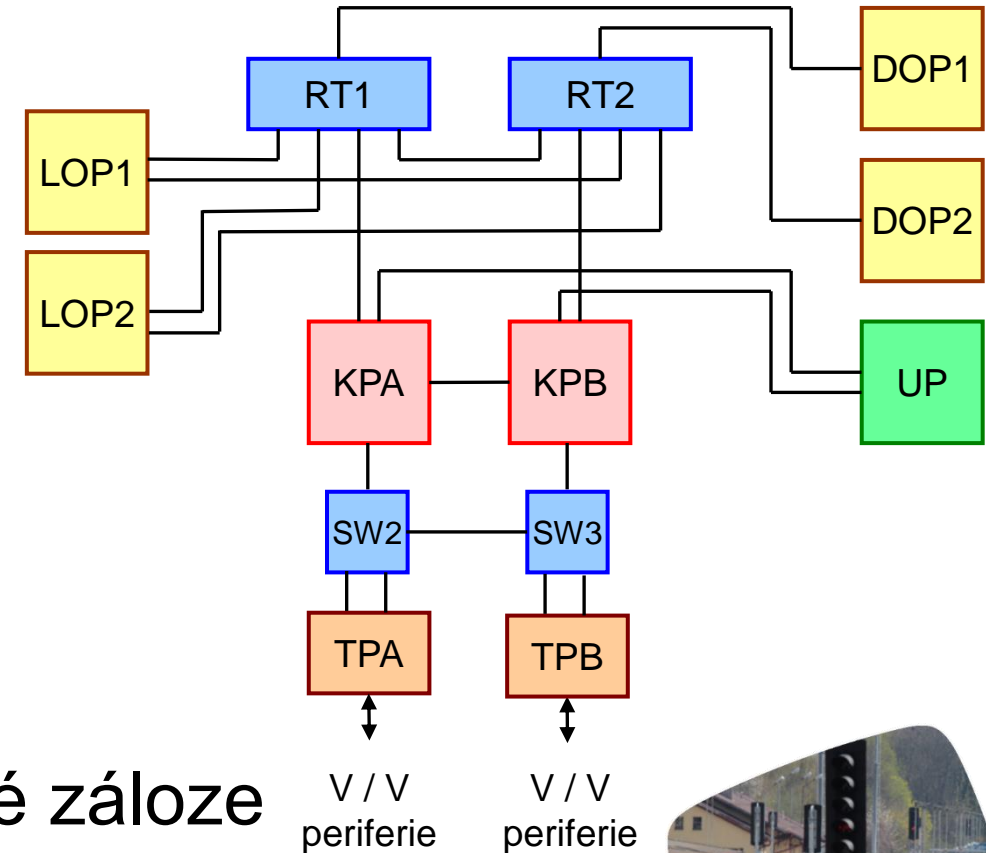 RT1
RT2
DOP1
LOP1
DOP2
LOP2
KPA
KPB
UP
SW2
SW3
TPA
TPB
é záloze
V / V
periferie
V / V
periferie